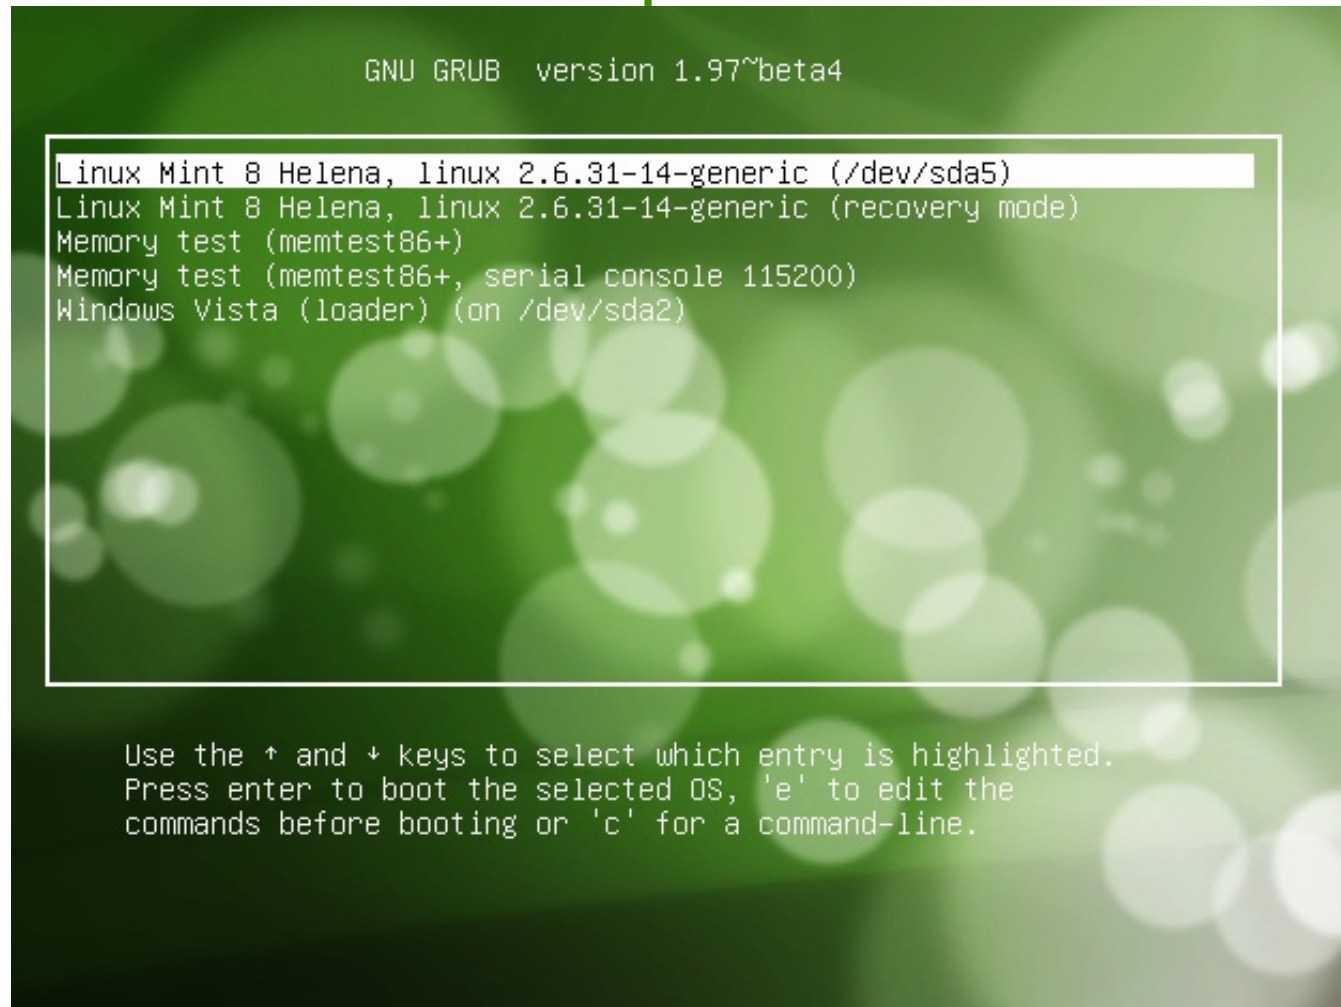 GNU GRUB version 1.97~beta4
Linux Mint 8 Helena, linux 2.6.31-14-generic (/dev/sda5)
Linux Mint 8 Helena, linux 2.6.31-14-generic (recovery mode)
Memory test (memtest86+)
Memory test (memtest86+, serial console 115200)
Windows Vista (loader) (on /dev/sda2)
Use the ↑ and ↓ keys to select which entry is highlighted.
Press enter to boot the selected OS, 'e' to edit the
commands before booting or 'c' for a command-line.